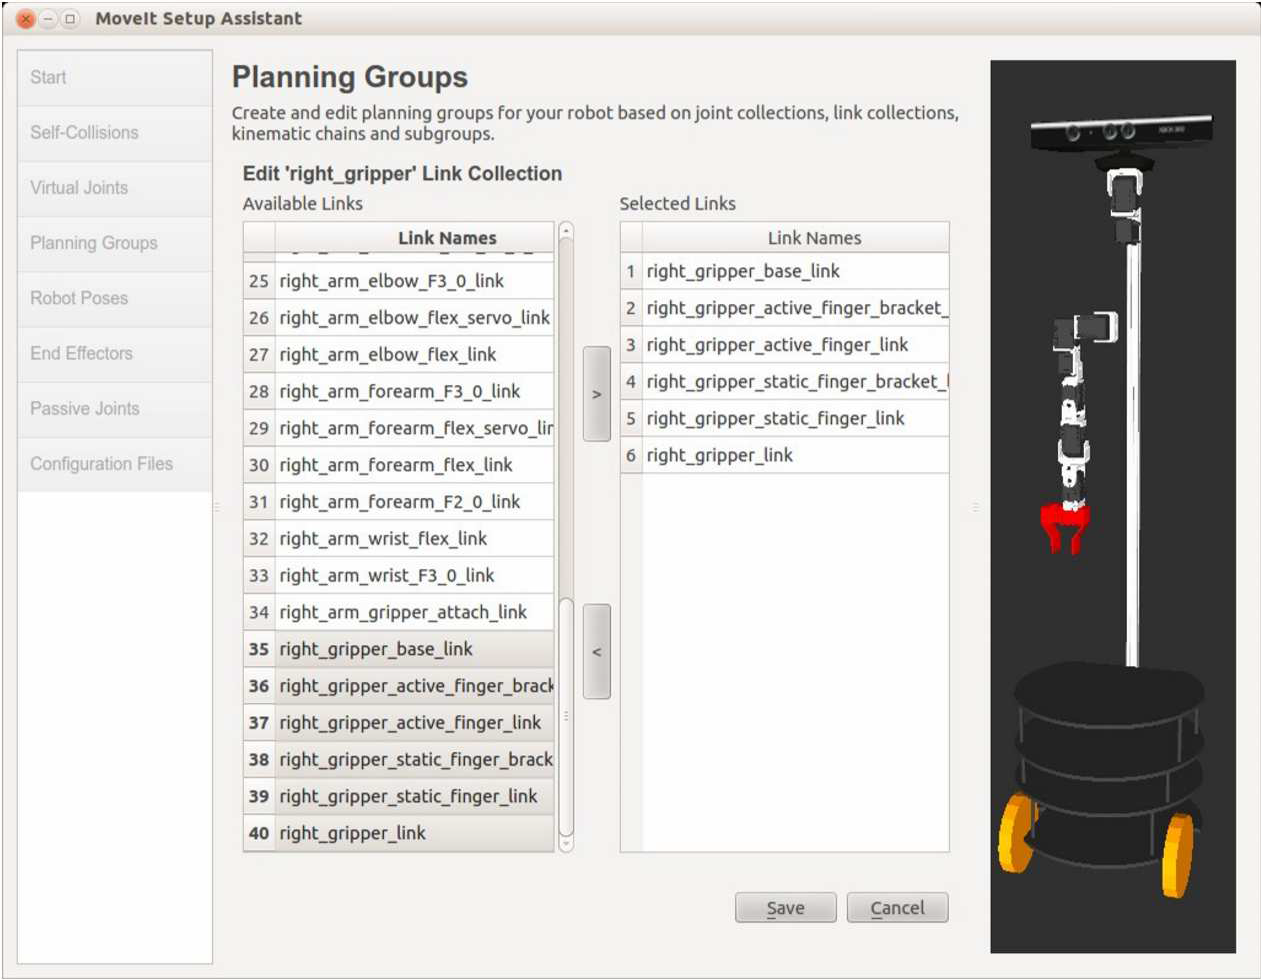 MoveIt Setup Assistant
Start
Self-Collisions
Virtual Joints
Planning Groups
Robot Poses
End Effectors
Passive Joints
Configuration Files
Planning Groups
Create and edit planning groups for your robot based on joint collections, link collections,
kinematic chains and subgroups.
Edit 'right_gripper' Link Collection
Available Links
Link Names
25 right_arm_elbow_F3_0_link
26 right_arm_elbow_flex_servo_link
27 right_arm_elbow_flex_link
28 right_arm_forearm_F3_0_link
29 right_arm_forearm_flex_servo_lin
30 right_arm_forearm_flex_link
31 right_arm_forearm_F2_0_link
32 right_arm_wrist_flex_link
33 right_arm_wrist_F3_0_link
34 right_arm_gripper_attach_link
35 right_gripper_base_link
36 right_gripper_active_finger_brack
37 right_gripper_active_finger_link
38 right_gripper_static_finger_brack
39 right_gripper_static_finger_link
40 right_gripper_link
>
<
Selected Links
Link Names
1 right_gripper_base_link
2 right_gripper_active_finger_bracket_
3 right_gripper_active_finger_link
4 right_gripper_static_finger_bracket_l
5 right_gripper_static_finger_link
6 right_gripper_link
Save
Cancel
XBOX 360